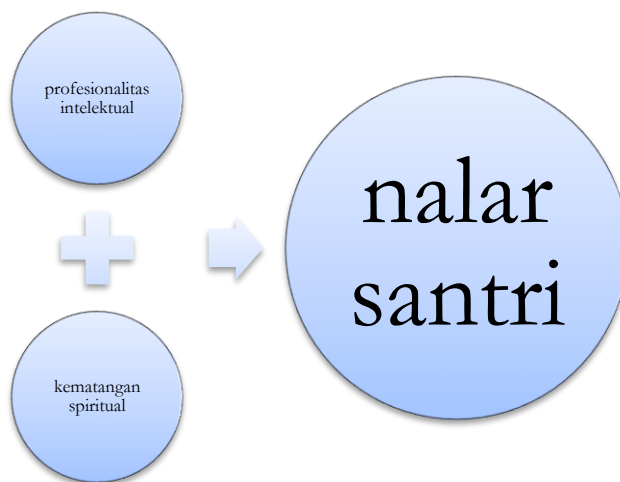 profesionalitas
intelektual
kematangan
spiritual
nalar
santri